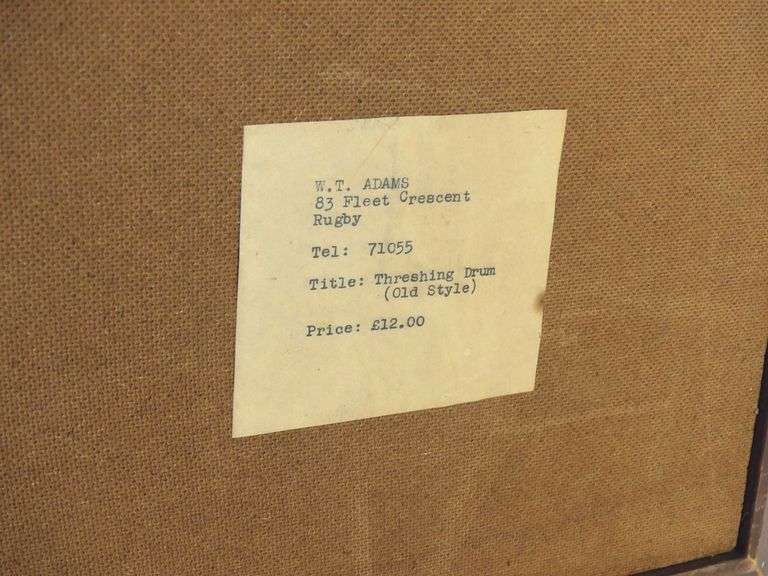 W.T. ADAMS
83 Fleet Crescent
Rugby
Tel: 71055
Title: Threshing Drum
(Old Style)
Price: £12.00